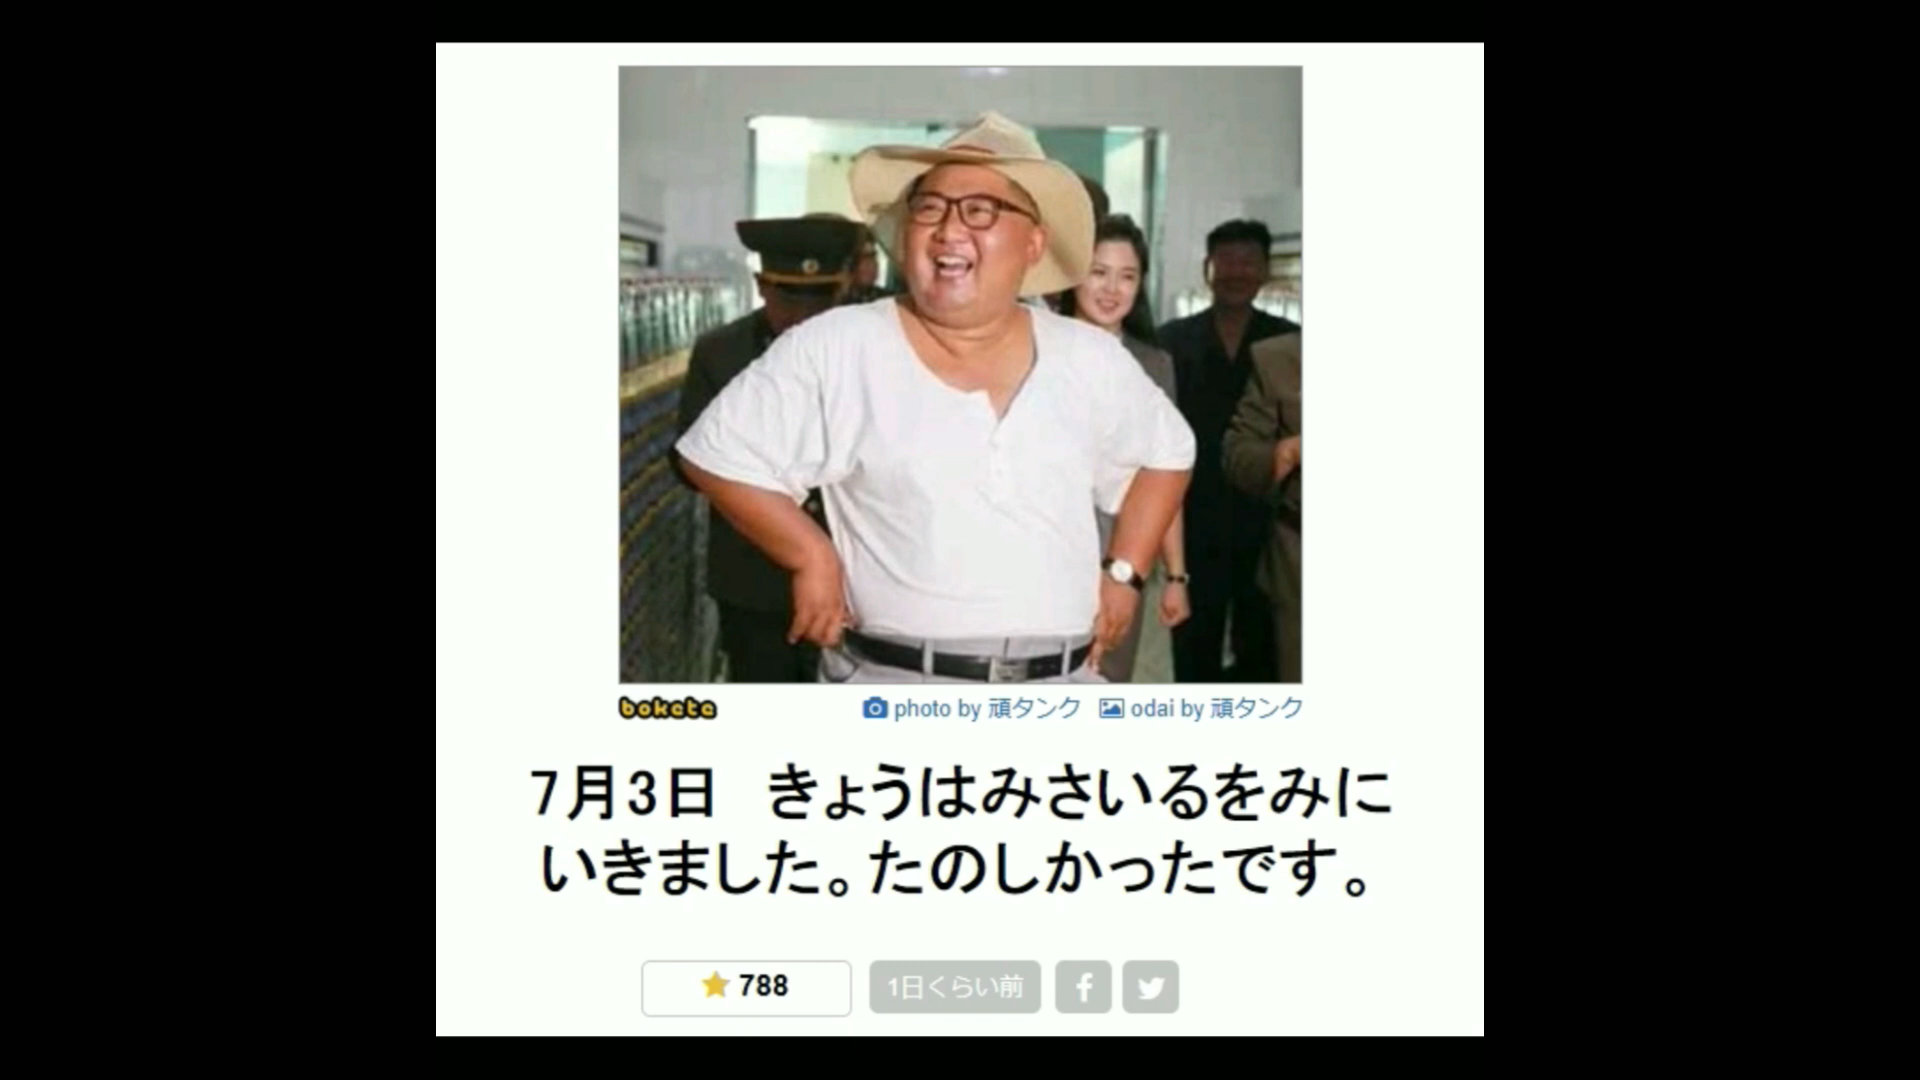 bokete
photo by 頑タンク odai by 頑タンク
7月3日　きょうはみさいるをみに
いきました。たのしかったです。
788 1日くらい前